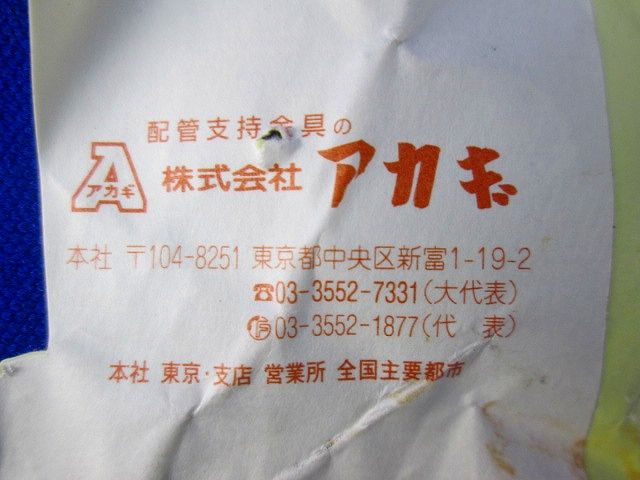 配管支持金具の
A アカギ 株式会社 アカギ
本社 〒104-8251 東京都中央区新富1-19-2
☎03-3552-7331(大代表)
03-3552-1877(代 表)
本社 東京・支店 営業所 全国主要都市